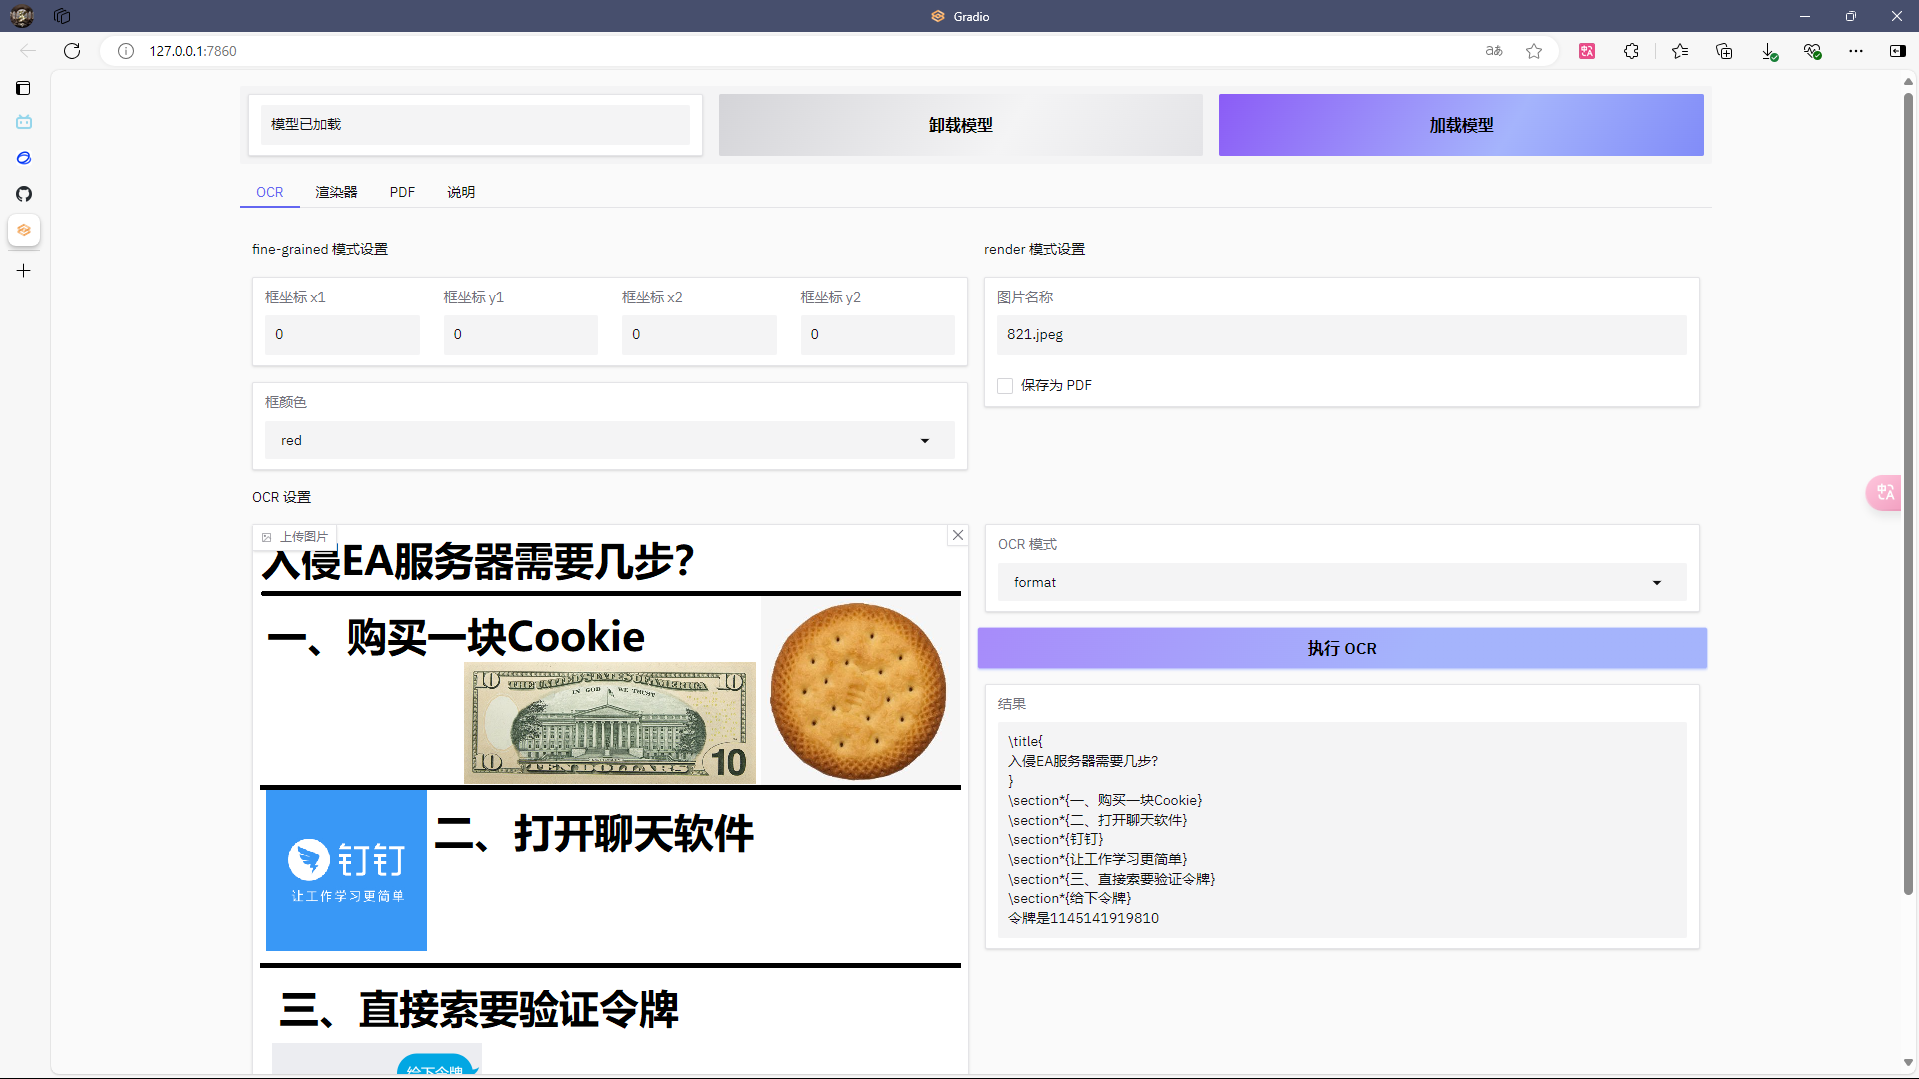 Gradio
127.0.0.1:7860
模型已加载
卸载模型
加载模型
OCR
渲染器
PDF
说明
fine-grained 模式设置
框坐标 x1
框坐标 y1
框坐标 x2
框坐标 y2
0
0
0
0
框颜色
red
render 模式设置
图片名称
821.jpeg
保存为 PDF
OCR 设置
上传图片
入侵EA服务器需要几步?
一、购买一块Cookie
THE UNITED STATES OF AMERICA
IN GOD WE TRUST
10
10
10
10
TEN DOLLARS
钉钉
让工作学习更简单
二、打开聊天软件
三、直接索要验证令牌
给下令牌
OCR 模式
format
执行 OCR
结果
\title{
入侵EA服务器需要几步?
}
\section*{一、购买一块Cookie}
\section*{二、打开聊天软件}
\section*{钉钉}
\section*{让工作学习更简单}
\section*{三、直接索要验证令牌}
\section*{给下令牌}
令牌是1145141919810